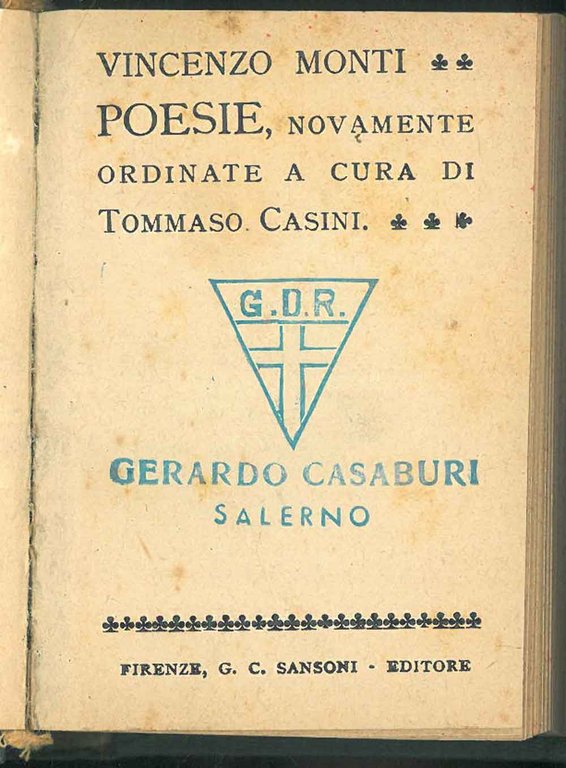 VINCENZO MONTI
POESIE, NOVAMENTE
ORDINATE A CURA DI
TOMMASO CASINI.
G.D.R.
GERARDO CASABURI
SALERNO
FIRENZE, G. C. SANSONI - EDITORE